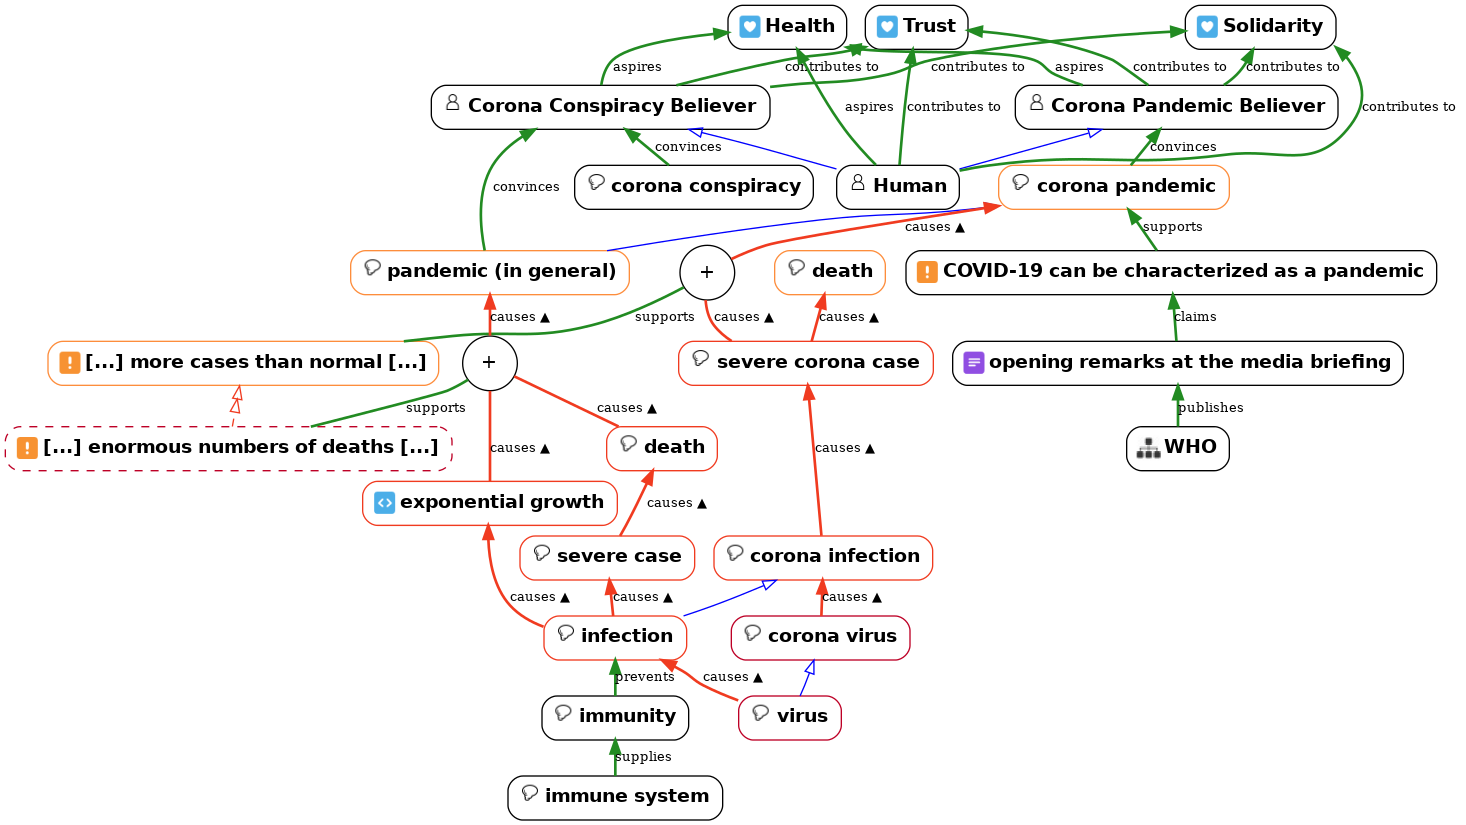 Health
Trust
Solidarity
aspires
contributes to
contributes to
aspires
contributes to
contributes to
Corona Conspiracy Believer
aspires
contributes to
Corona Pandemic Believer
contributes to
convinces
convinces
convinces
corona conspiracy
Human
corona pandemic
causes ▲
supports
pandemic (in general)
+
death
COVID-19 can be characterized as a pandemic
causes ▲
supports
causes ▲
causes ▲
claims
[...] more cases than normal [...]
+
severe corona case
opening remarks at the media briefing
supports
causes ▲
publishes
[...] enormous numbers of deaths [...]
causes ▲
death
causes ▲
WHO
exponential growth
causes ▲
severe case
corona infection
causes ▲
causes ▲
causes ▲
infection
corona virus
prevents
causes ▲
immunity
virus
supplies
immune system